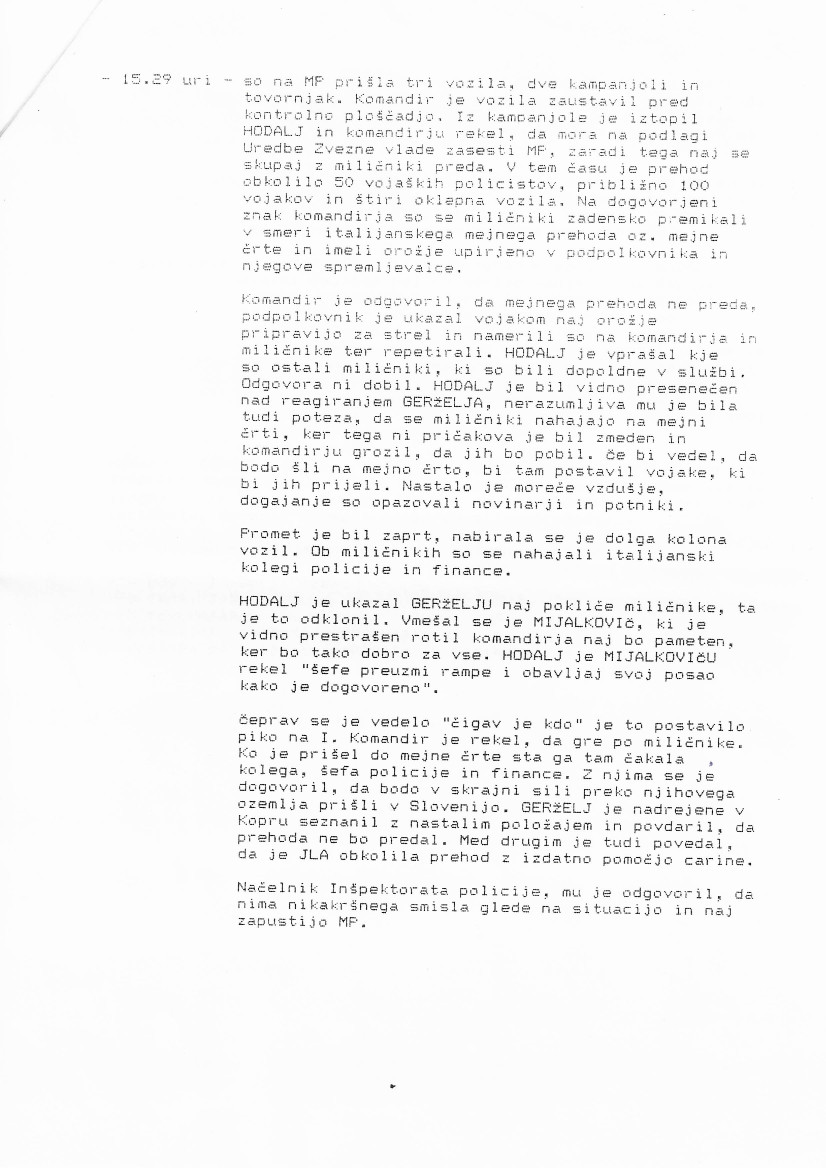 - 15.29 uri - so na MP prišla tri vozila, dve kampanjoli in
tovornjak. Komandir je vozila zaustavil pred
kontrolno ploščadjo. Iz kampanjole je iztopil
HODALJ in komandirju rekel, da mora na podlagi
Uredbe Zvezne vlade zasesti MP, zaradi tega naj se
skupaj z miličniki preda. V tem času je prehod
obkolilo 50 vojaških policistov, približno 100
vojakov in štiri oklepna vozila. Na dogovorjeni
znak komandirja so se miličniki zadensko premikali
v smeri italijanskega mejnega prehoda oz. mejne
črte in imeli orožje upirjeno v podpolkovnika in
njegove spremljevalce.
Komandir je odgovoril, da mejnega prehoda ne preda,
podpolkovnik je ukazal vojakom naj orožje
pripravijo za strel in namerili so na komandirja in
miličnike ter repetirali. HODALJ je vprašal kje
so ostali miličniki, ki so bili dopoldne v službi.
Odgovora ni dobil. HODALJ je bil vidno presenečen
nad reagiranjem GERŽELJA, nerazumljiva mu je bila
tudi poteza, da se miličniki nahajajo na mejni
črti, ker tega ni pričakova je bil zmeden in
komandirju grozil, da jih bo pobil. če bi vedel, da
bodo šli na mejno črto, bi tam postavil vojake, ki
bi jih prijeli. Nastalo je moreče vzdušje,
dogajanje so opazovali novinarji in potniki.
Promet je bil zaprt, nabirala se je dolga kolona
vozil. Ob miličnikih so se nahajali italijanski
kolegi policije in finance.
HODALJ je ukazal GERŽELJU naj pokliče miličnike, ta
je to odklonil. Vmešal se je MIJALKOVIč, ki je
vidno prestrašen rotil komandirja naj bo pameten,
ker bo tako dobro za vse. HODALJ je MIJALKOVIčU
rekel "šefe preuzmi rampe i obavljaj svoj posao
kako je dogovoreno".
čeprav se je vedelo "čigav je kdo" je to postavilo
piko na I. Komandir je rekel, da gre po miličnike.
Ko je prišel do mejne črte sta ga tam čakala ,
kolega, šefa policije in finance. Z njima se je
dogovoril, da bodo v skrajni sili preko njihovega
ozemlja prišli v Slovenijo. GERŽELJ je nadrejene v
Kopru seznanil z nastalim položajem in povdaril, da
prehoda ne bo predal. Med drugim je tudi povedal,
da je JLA obkolila prehod z izdatno pomočjo carine.
Načelnik Inšpektorata policije, mu je odgovoril, da
nima nikakršnega smisla glede na situacijo in naj
zapustijo MP.